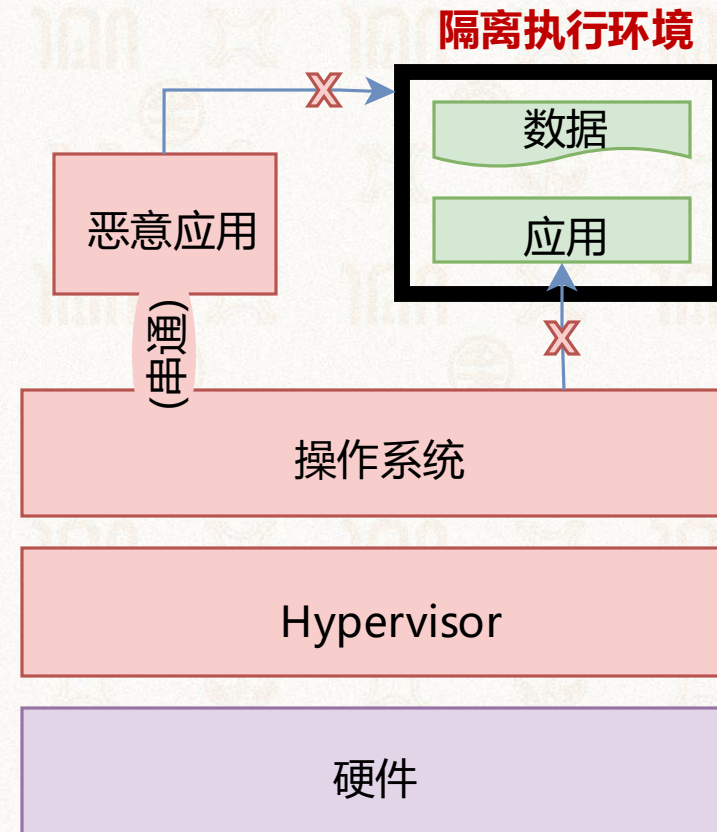 隔离执行环境
数据
恶意应用
应用
(串通)
操作系统
Hypervisor
硬件